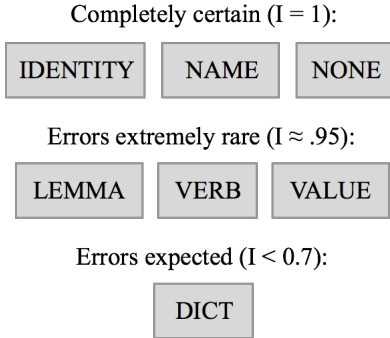 Completely certain (I = 1):
IDENTITY NAME NONE
Errors extremely rare (I ≈ .95):
LEMMA VERB VALUE
Errors expected (I < 0.7):
DICT